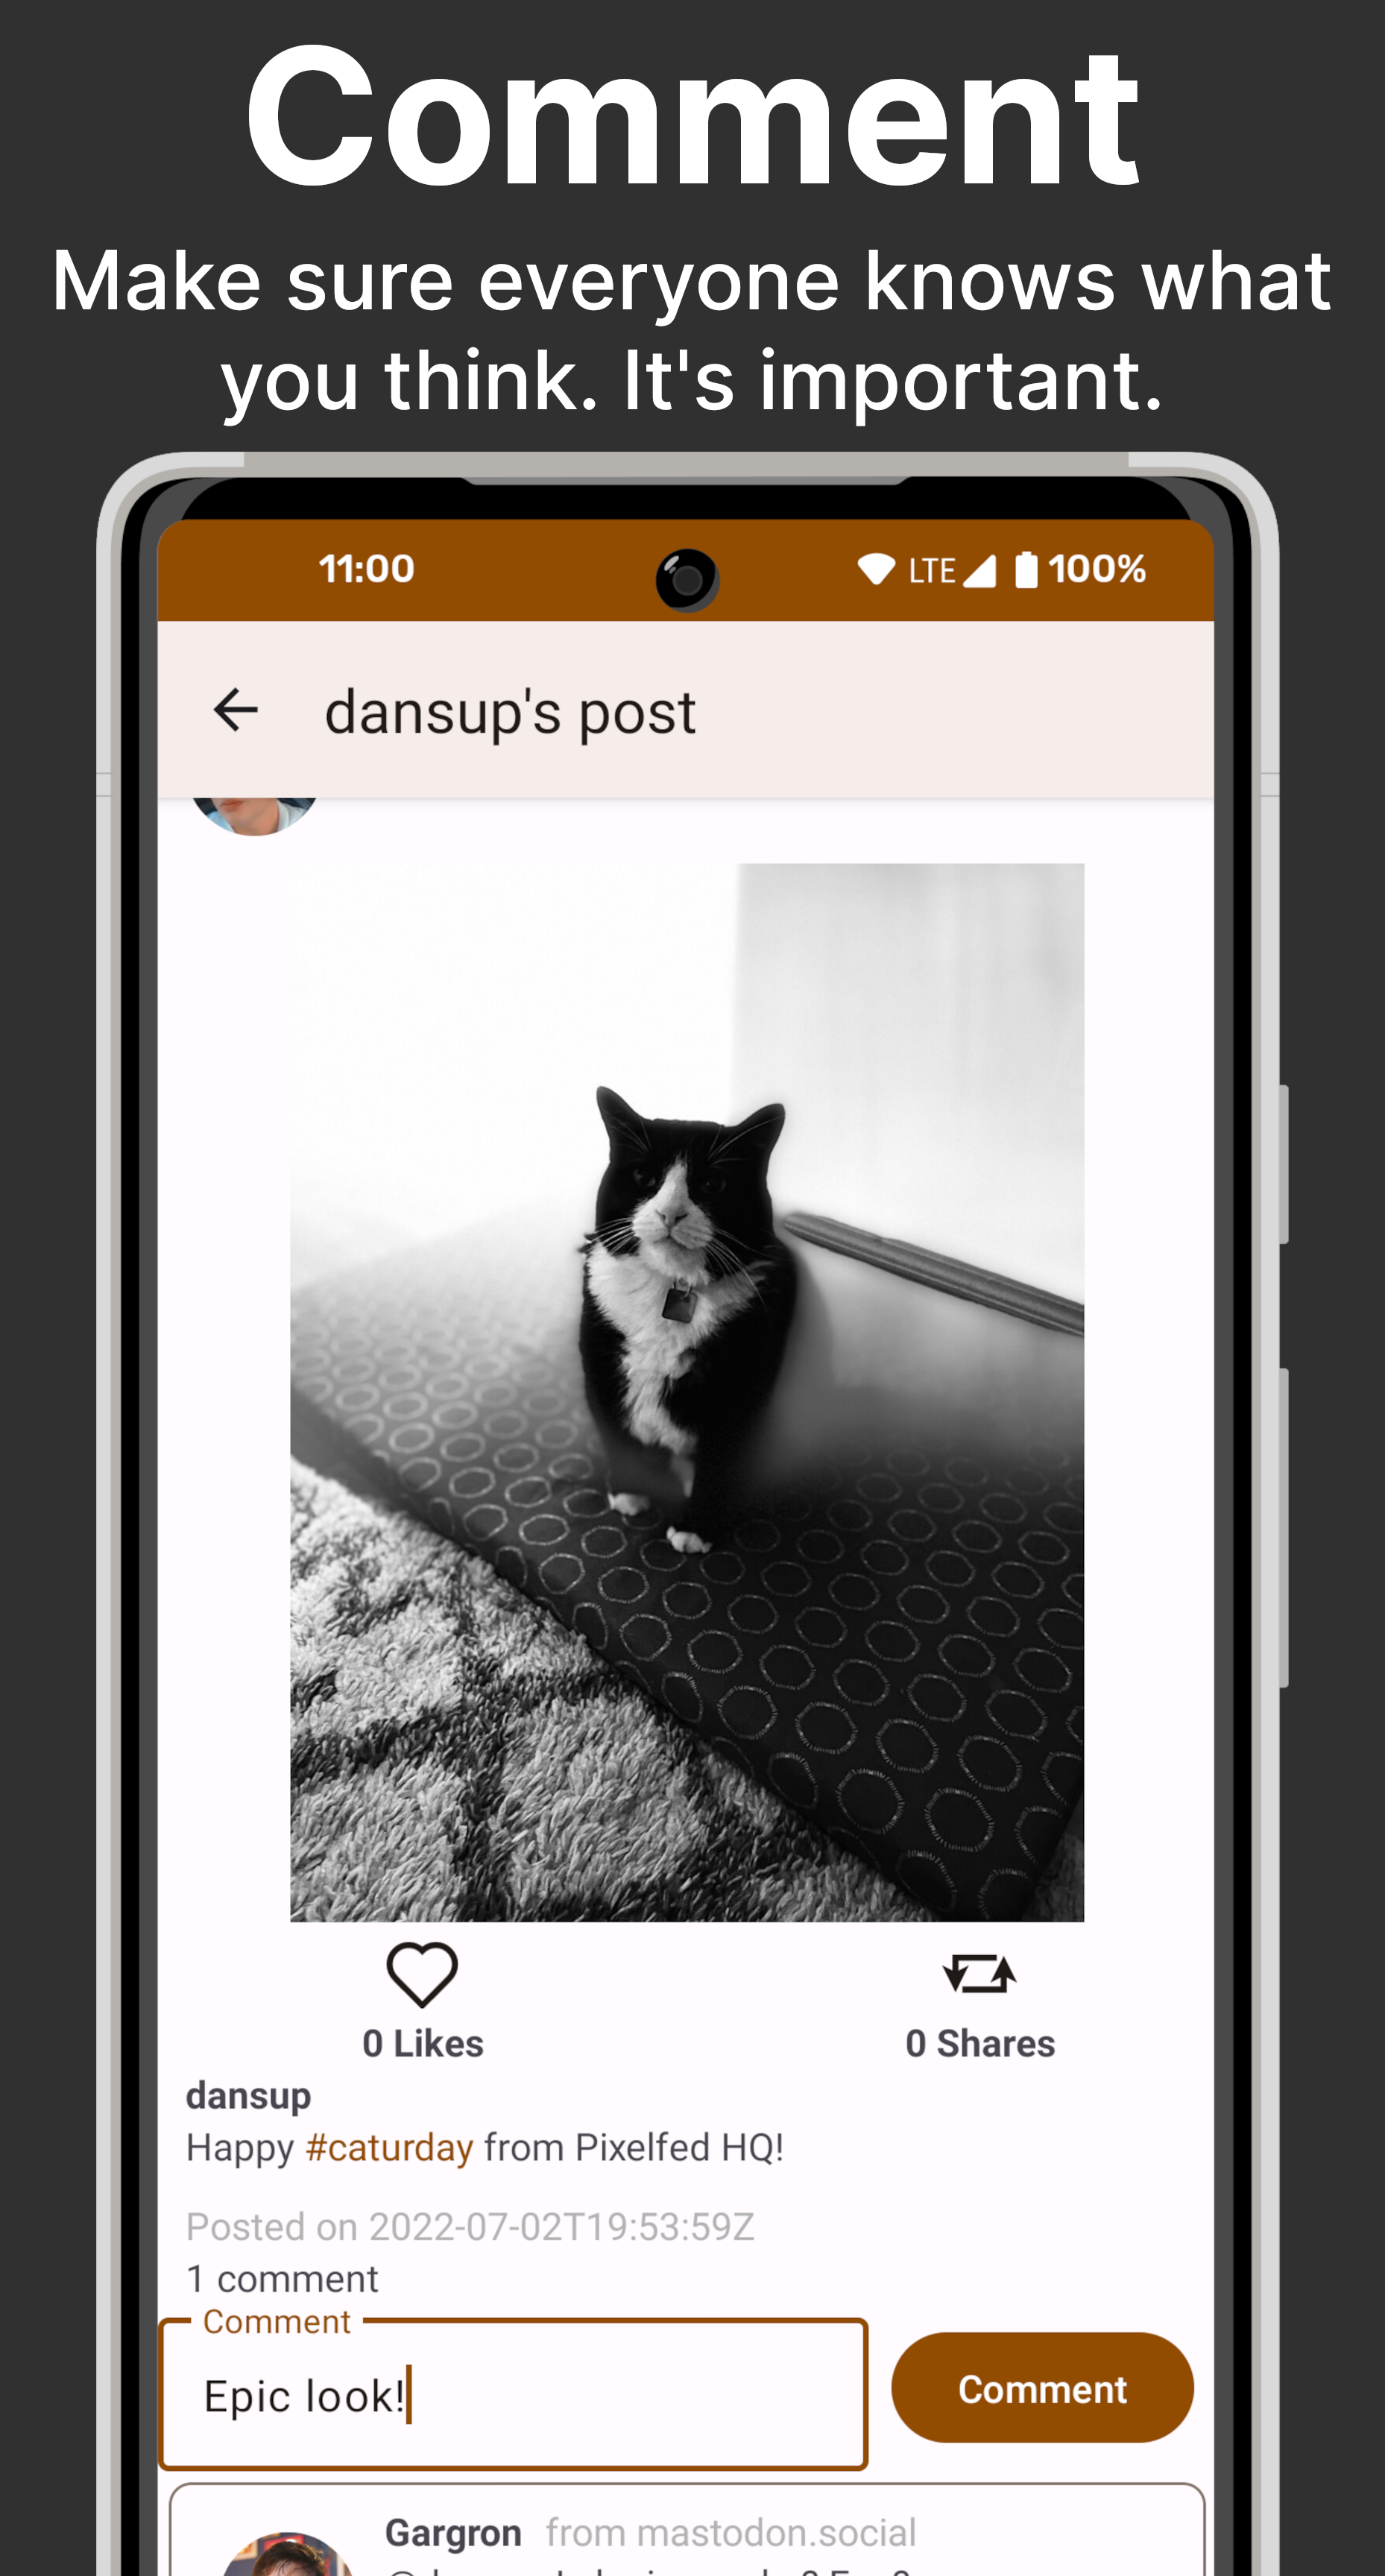 Comment
Make sure everyone knows what
you think. It's important.
11:00 LTE 100%
dansup's post
0 Likes 0 Shares
dansup
Happy #caturday from Pixelfed HQ!
Posted on 2022-07-02T19:53:59Z
1 comment
Comment
Epic look!
Comment
Gargron from mastodon.social